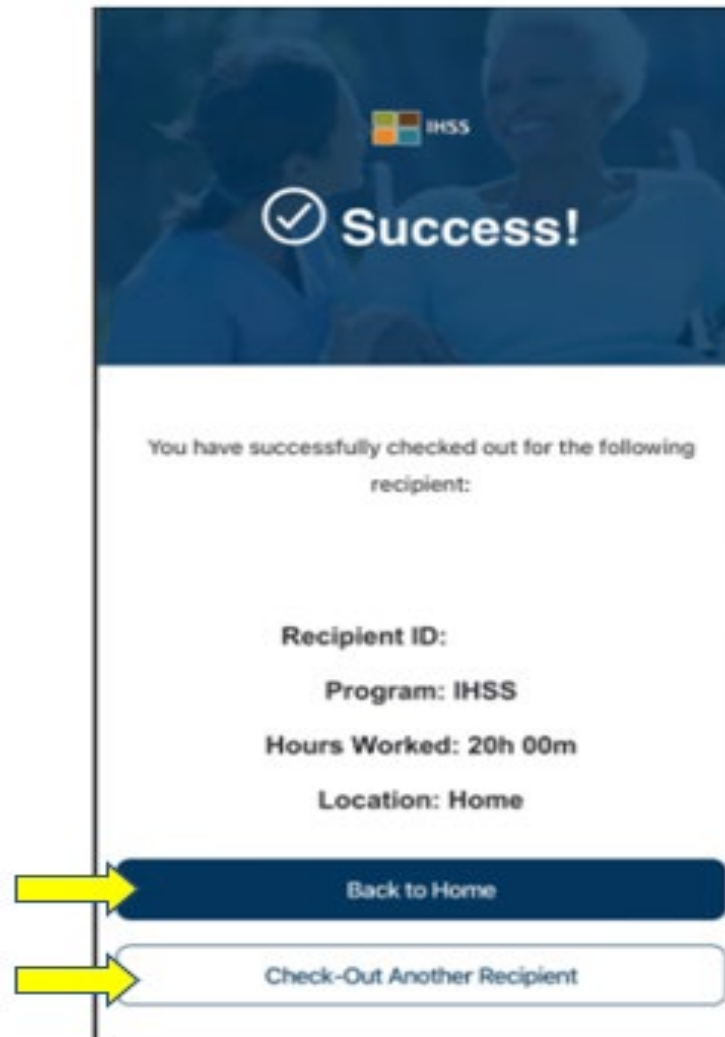 IHSS
Success!
You have successfully checked out for the following
recipient:
Recipient ID:
Program: IHSS
Hours Worked: 20h 00m
Location: Home
Back to Home
Check-Out Another Recipient